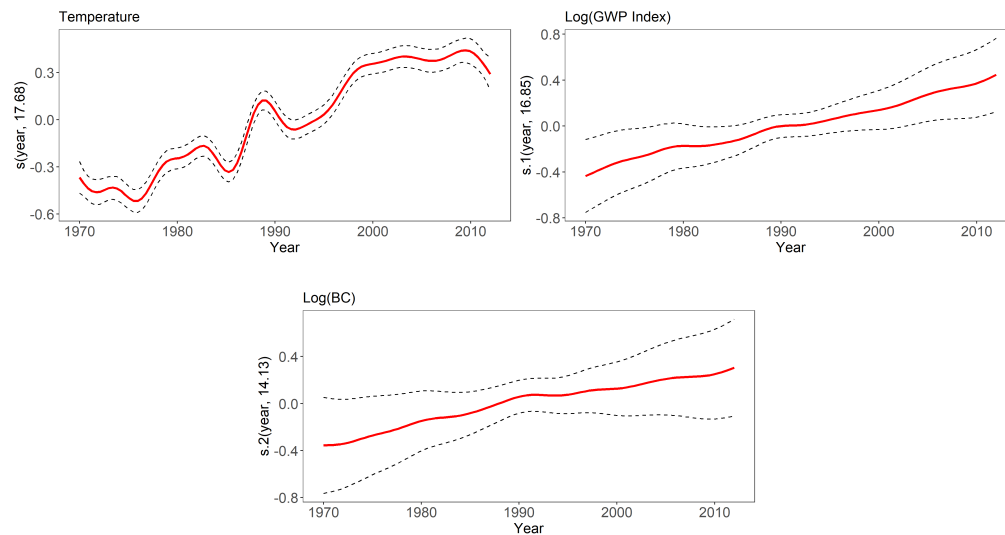 Temperature
s(year, 17.68)
0.3
0.0
-0.3
-0.6
1970 1980 1990 2000 2010
Year
Log(GWP Index)
s.1(year, 16.85)
0.8
0.4
0.0
-0.4
-0.8
1970 1980 1990 2000 2010
Year
Log(BC)
s.2(year, 14.13)
0.4
0.0
-0.4
-0.8
1970 1980 1990 2000 2010
Year